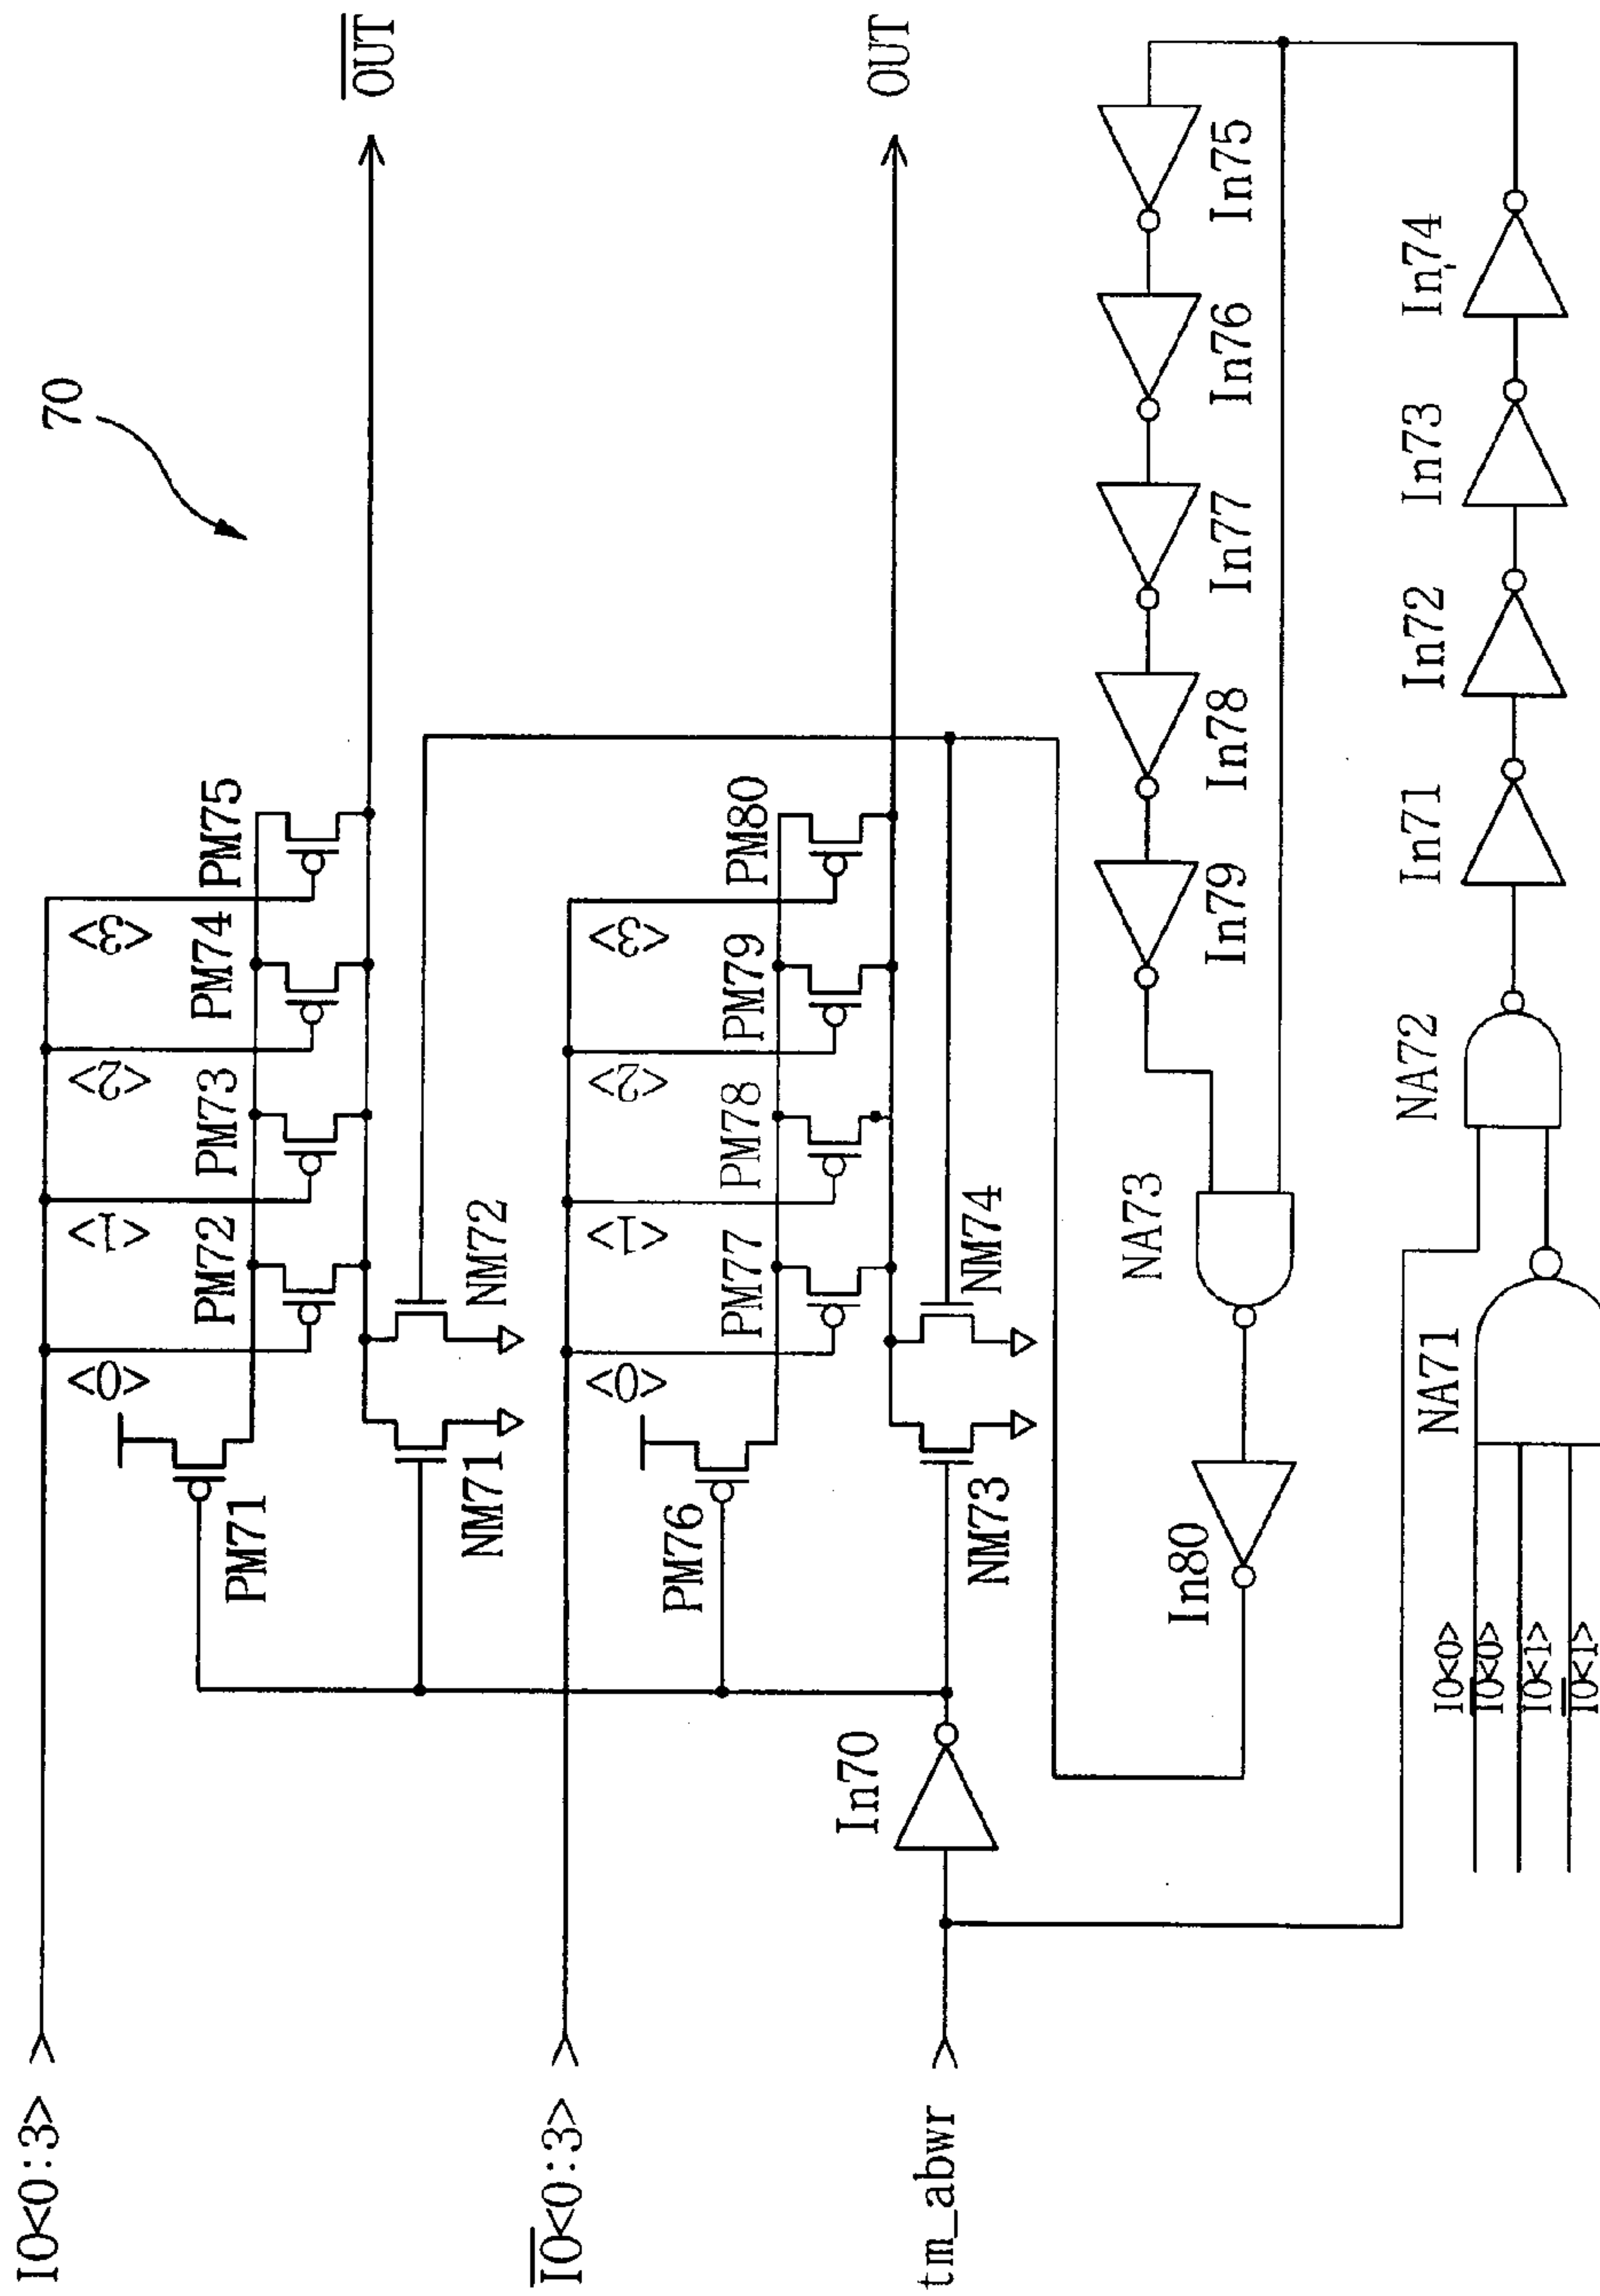 70
IO<0:3>
<0>
<1>
<2>
<3>
PM71
PM72
PM73
PM74
PM75
OUT
NM71
NM72
IO<0:3>
<0>
<1>
<2>
<3>
PM76
PM77
PM78
PM79
PM80
OUT
NM73
NM74
tm_abwr
In70
In80
NA73
In79
In78
In77
In76
In75
IO<0>
IO<0>
IO<1>
IO<1>
NA71
NA72
In71
In72
In73
In74